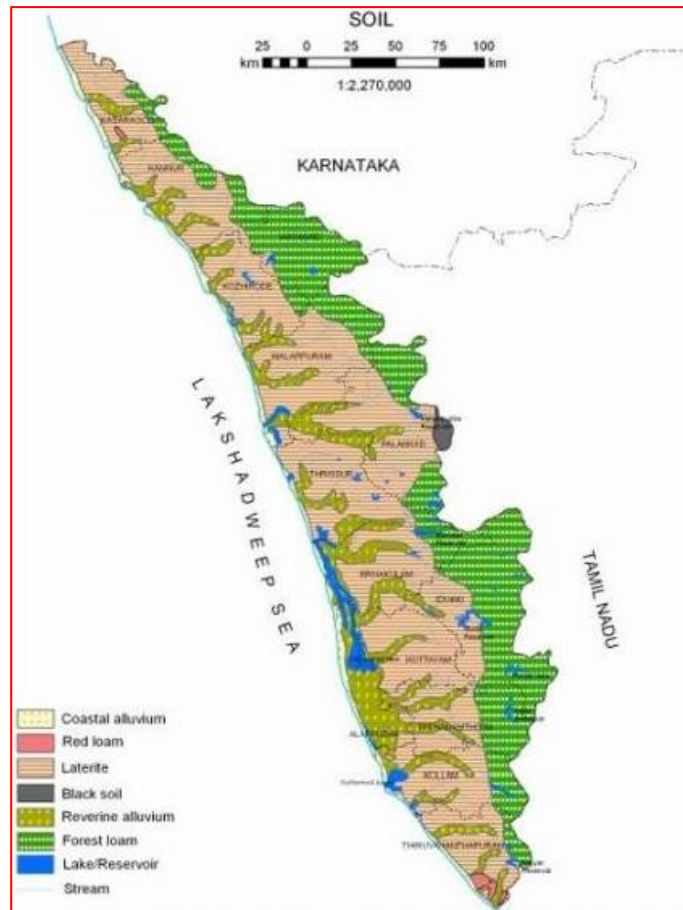 SOIL
25 0 25 50 100
km km
1:2,270,000
KARNATAKA
KANNUR
KOZHIKODE
MALAPPURAM
PALAKKAD
THRISSUR
LAKSHADWEEP SEA
ERNAKULAM
IDUKKI
TAMIL NADU
KOTTAYAM
KOLLAM
Coastal alluvium
Red loam
Laterite
Black soil
Reverine alluvium
Forest loam
Lake/Reservoir
Stream